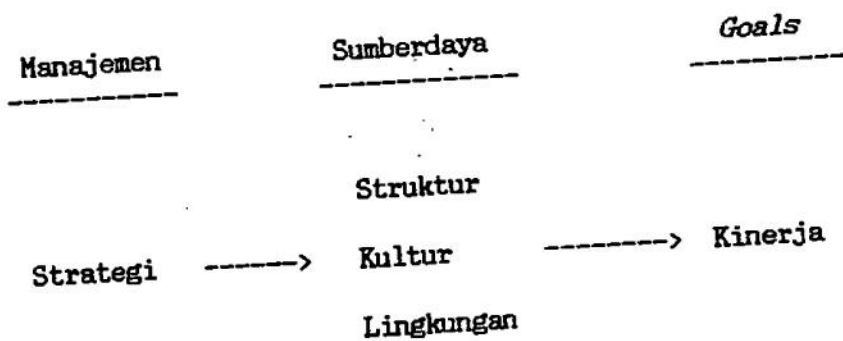 Manajemen Sumberdaya Goals
----------- ------------- ----------
Struktur
Strategi ------> Kultur --------> Kinerja
Lingkungan